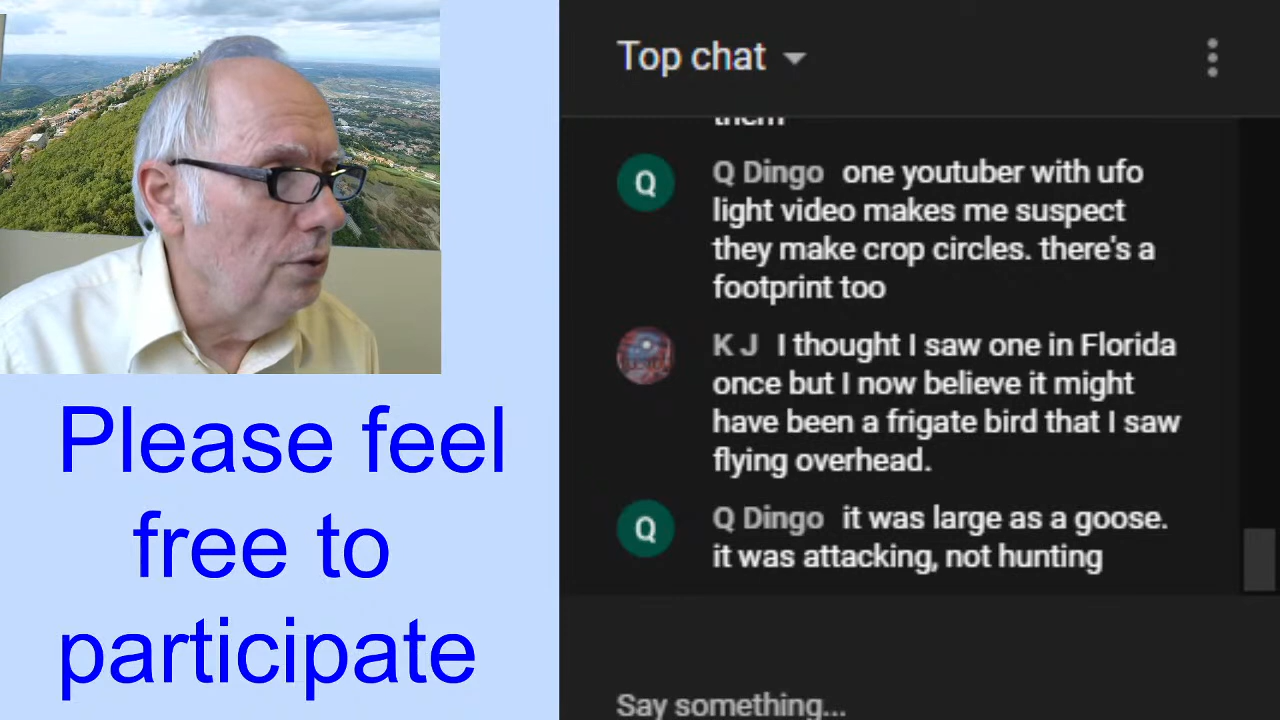 Top chat
them
Q
Q Dingo one youtuber with ufo
light video makes me suspect
they make crop circles. there's a
footprint too
K J I thought I saw one in Florida
once but I now believe it might
have been a frigate bird that I saw
flying overhead.
Q
Q Dingo it was large as a goose.
it was attacking, not hunting
Say something...
Please feel
free to
participate